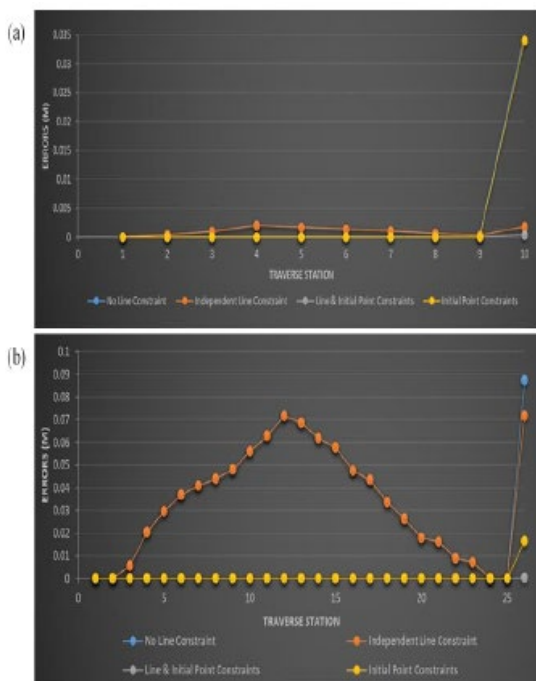 (a)
0.035
0.03
0.025
0.02
0.015
0.01
0.005
0
ERRORS (M)
0 1 2 3 4 5 6 7 8 9 10
TRAVERSE STATION
No Line Constraint Independent Line Constraint Line & Initial Point Constraints Initial Point Constraints
(b)
0.1
0.09
0.08
0.07
0.06
0.05
0.04
0.03
0.02
0.01
0
ERRORS (M)
0 5 10 15 20 25
TRAVERSE STATION
No Line Constraint Independent Line Constraint
Line & Initial Point Constraints Initial Point Constraints